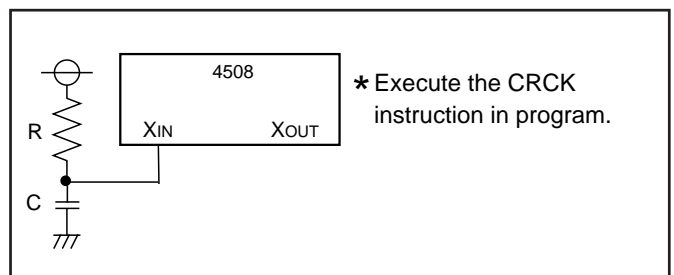 4508
* Execute the CRCK
instruction in program.
R
XIN
XOUT
C